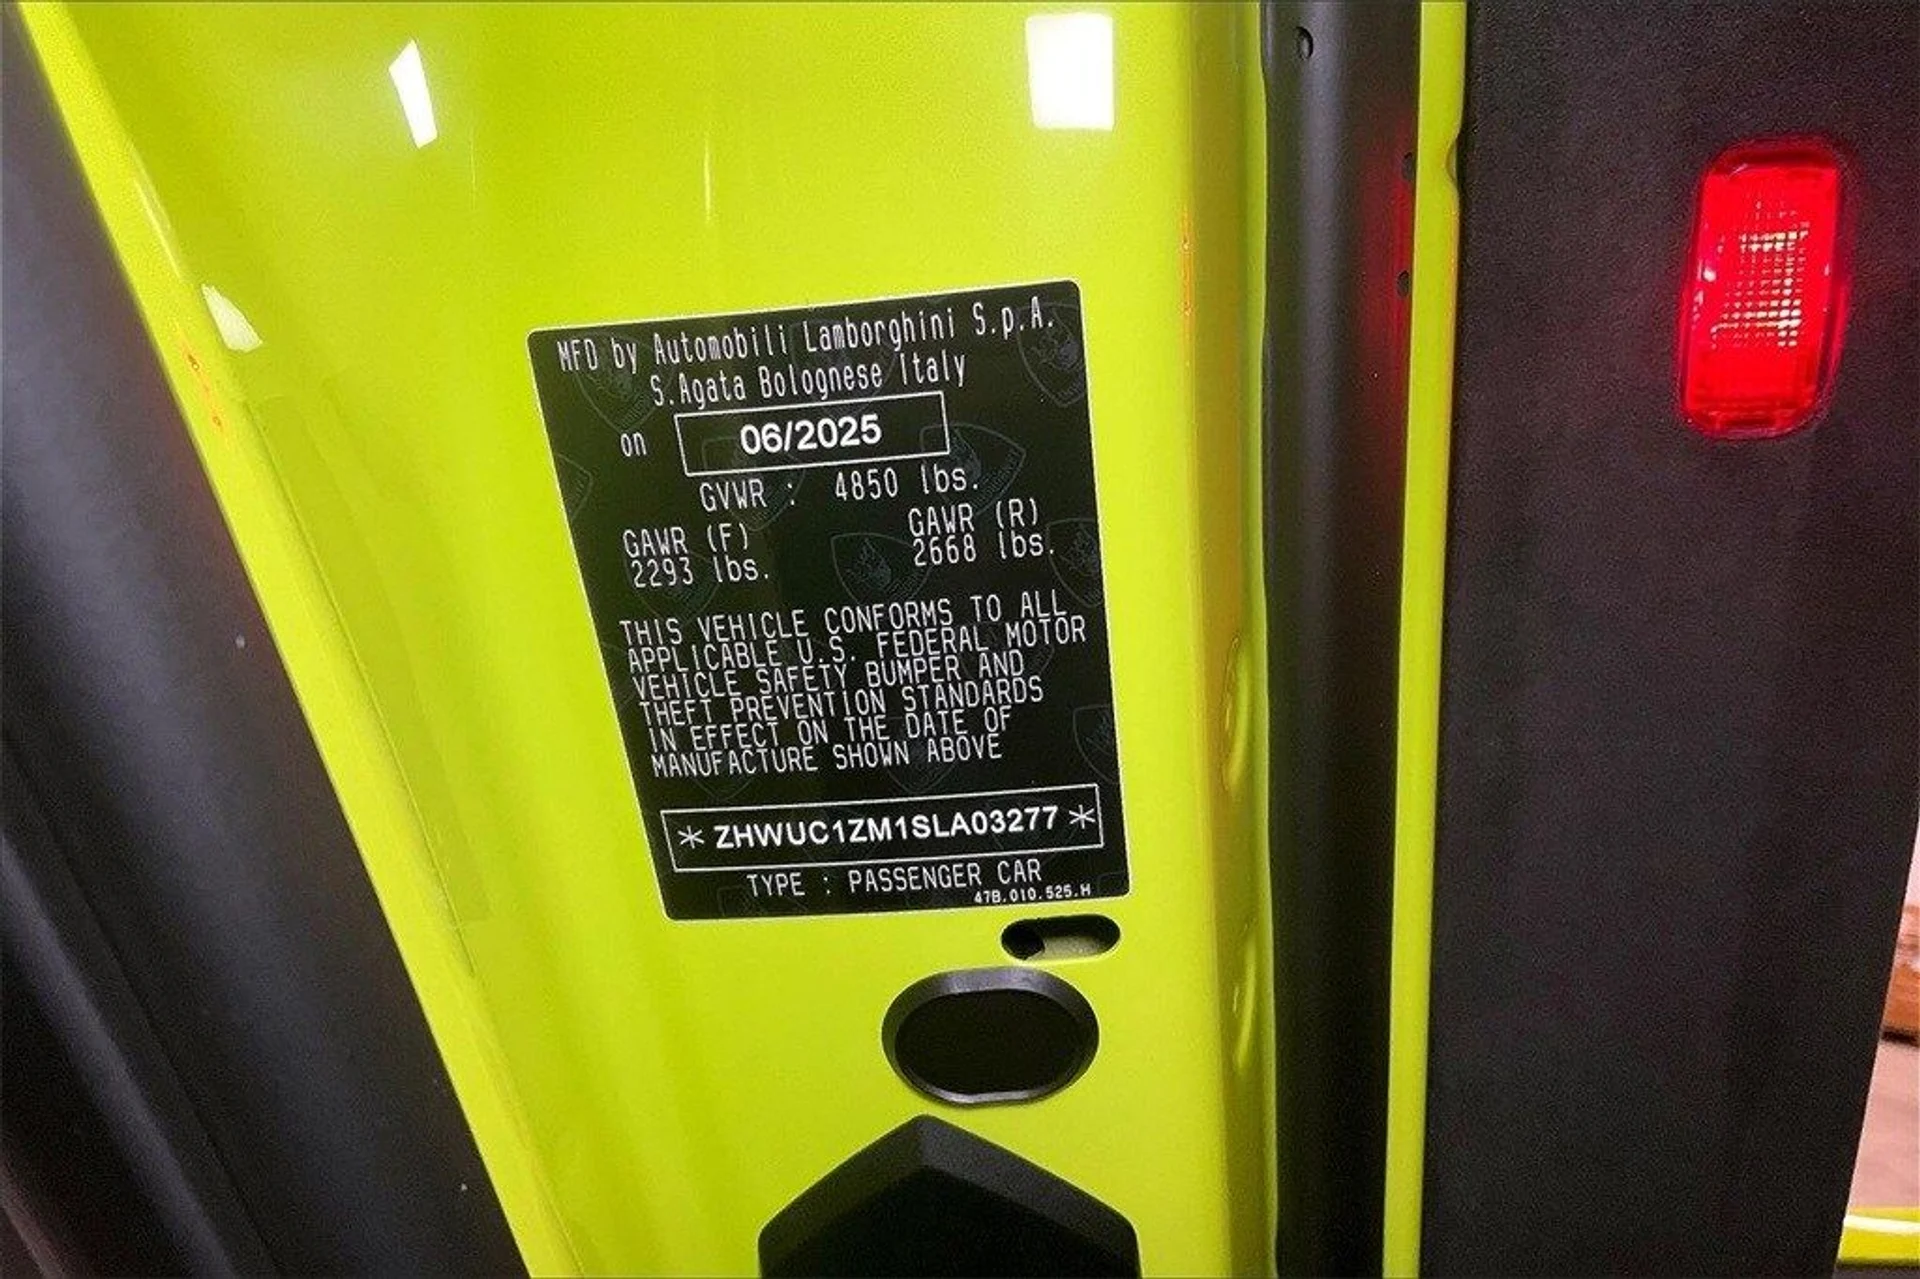 MFD by Automobili Lamborghini S.p.A.
S.Agata Bolognese Italy
on 06/2025
GVWR : 4850 lbs.
GAWR (F) GAWR (R)
2293 lbs. 2668 lbs.
THIS VEHICLE CONFORMS TO ALL
APPLICABLE U.S. FEDERAL MOTOR
VEHICLE SAFETY BUMPER AND
THEFT PREVENTION STANDARDS
IN EFFECT ON THE DATE OF
MANUFACTURE SHOWN ABOVE
* ZHWUC1ZM1SLA03277 *
TYPE : PASSENGER CAR
47B.010.525.H